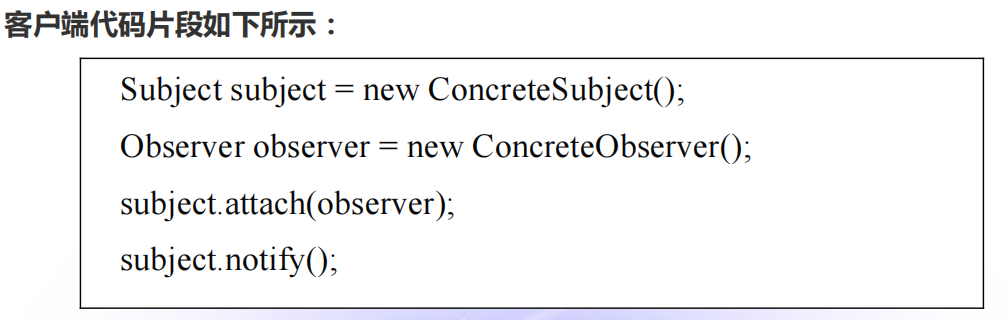 客户端代码片段如下所示：
Subject subject = new ConcreteSubject();
Observer observer = new ConcreteObserver();
subject.attach(observer);
subject.notify();